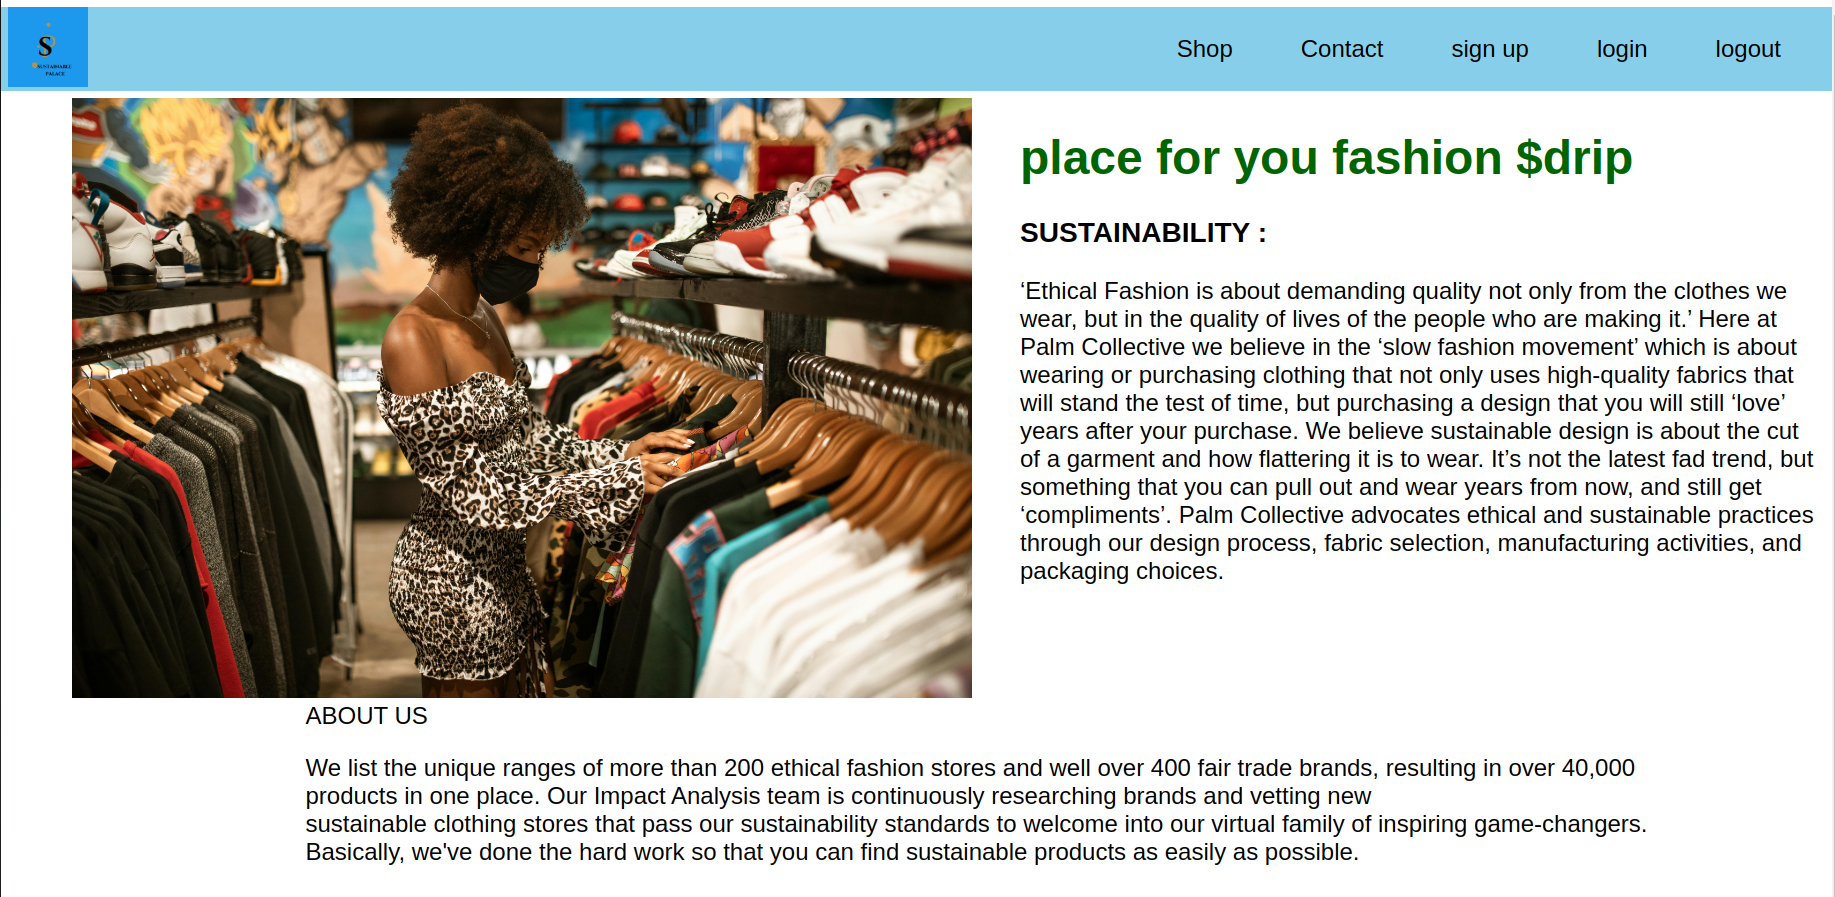 S
SUSTAINABLE
PALACE
Shop Contact sign up login logout
place for you fashion $drip
SUSTAINABILITY :
‘Ethical Fashion is about demanding quality not only from the clothes we
wear, but in the quality of lives of the people who are making it.’ Here at
Palm Collective we believe in the ‘slow fashion movement’ which is about
wearing or purchasing clothing that not only uses high-quality fabrics that
will stand the test of time, but purchasing a design that you will still ‘love’
years after your purchase. We believe sustainable design is about the cut
of a garment and how flattering it is to wear. It’s not the latest fad trend, but
something that you can pull out and wear years from now, and still get
‘compliments’. Palm Collective advocates ethical and sustainable practices
through our design process, fabric selection, manufacturing activities, and
packaging choices.
ABOUT US
We list the unique ranges of more than 200 ethical fashion stores and well over 400 fair trade brands, resulting in over 40,000
products in one place. Our Impact Analysis team is continuously researching brands and vetting new
sustainable clothing stores that pass our sustainability standards to welcome into our virtual family of inspiring game-changers.
Basically, we've done the hard work so that you can find sustainable products as easily as possible.